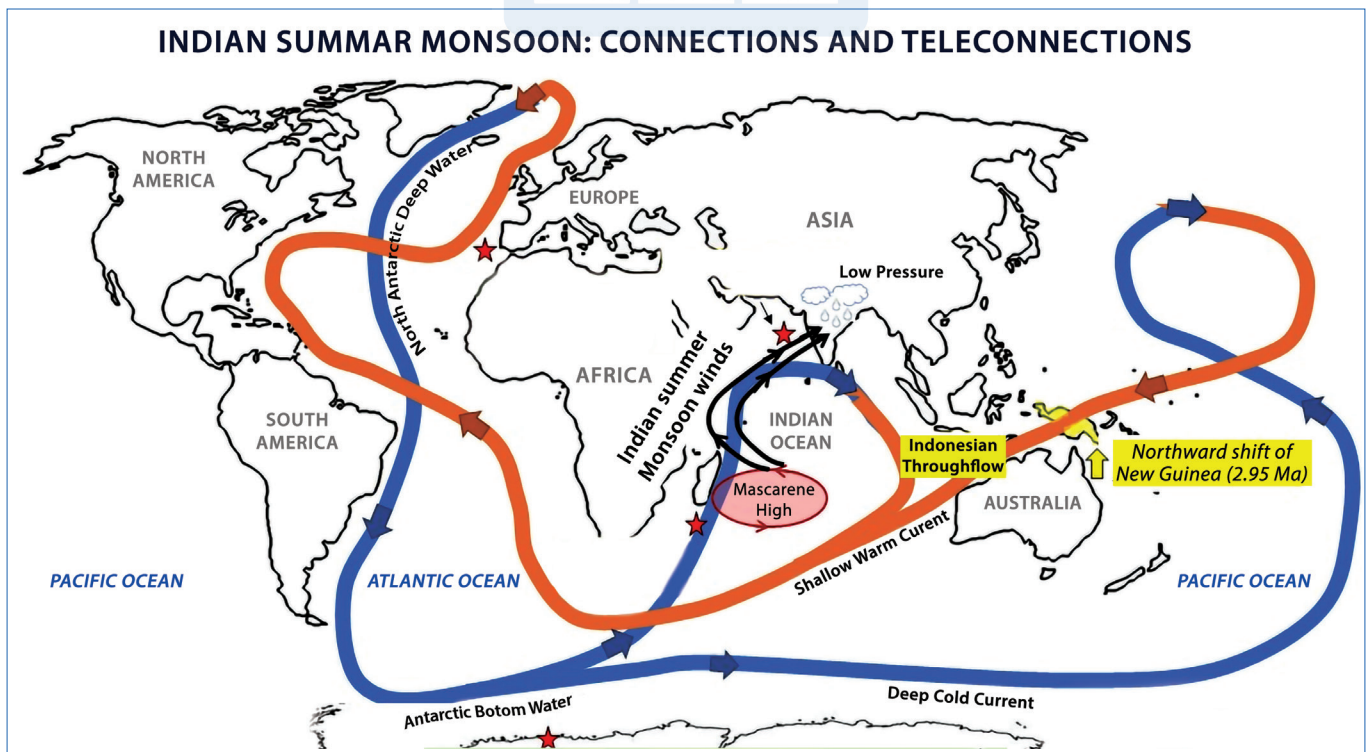 INDIAN SUMMAR MONSOON: CONNECTIONS AND TELECONNECTIONS
NORTH
AMERICA
North Antarctic Deep Water
EUROPE
ASIA
Low Pressure
AFRICA
Indian summer
Monsoon winds
SOUTH
AMERICA
INDIAN
OCEAN
Indonesian
Throughflow
Northward shift of
New Guinea (2.95 Ma)
Mascarene
High
AUSTRALIA
Shallow Warm Curent
PACIFIC OCEAN
ATLANTIC OCEAN
PACIFIC OCEAN
Antarctic Botom Water
Deep Cold Current